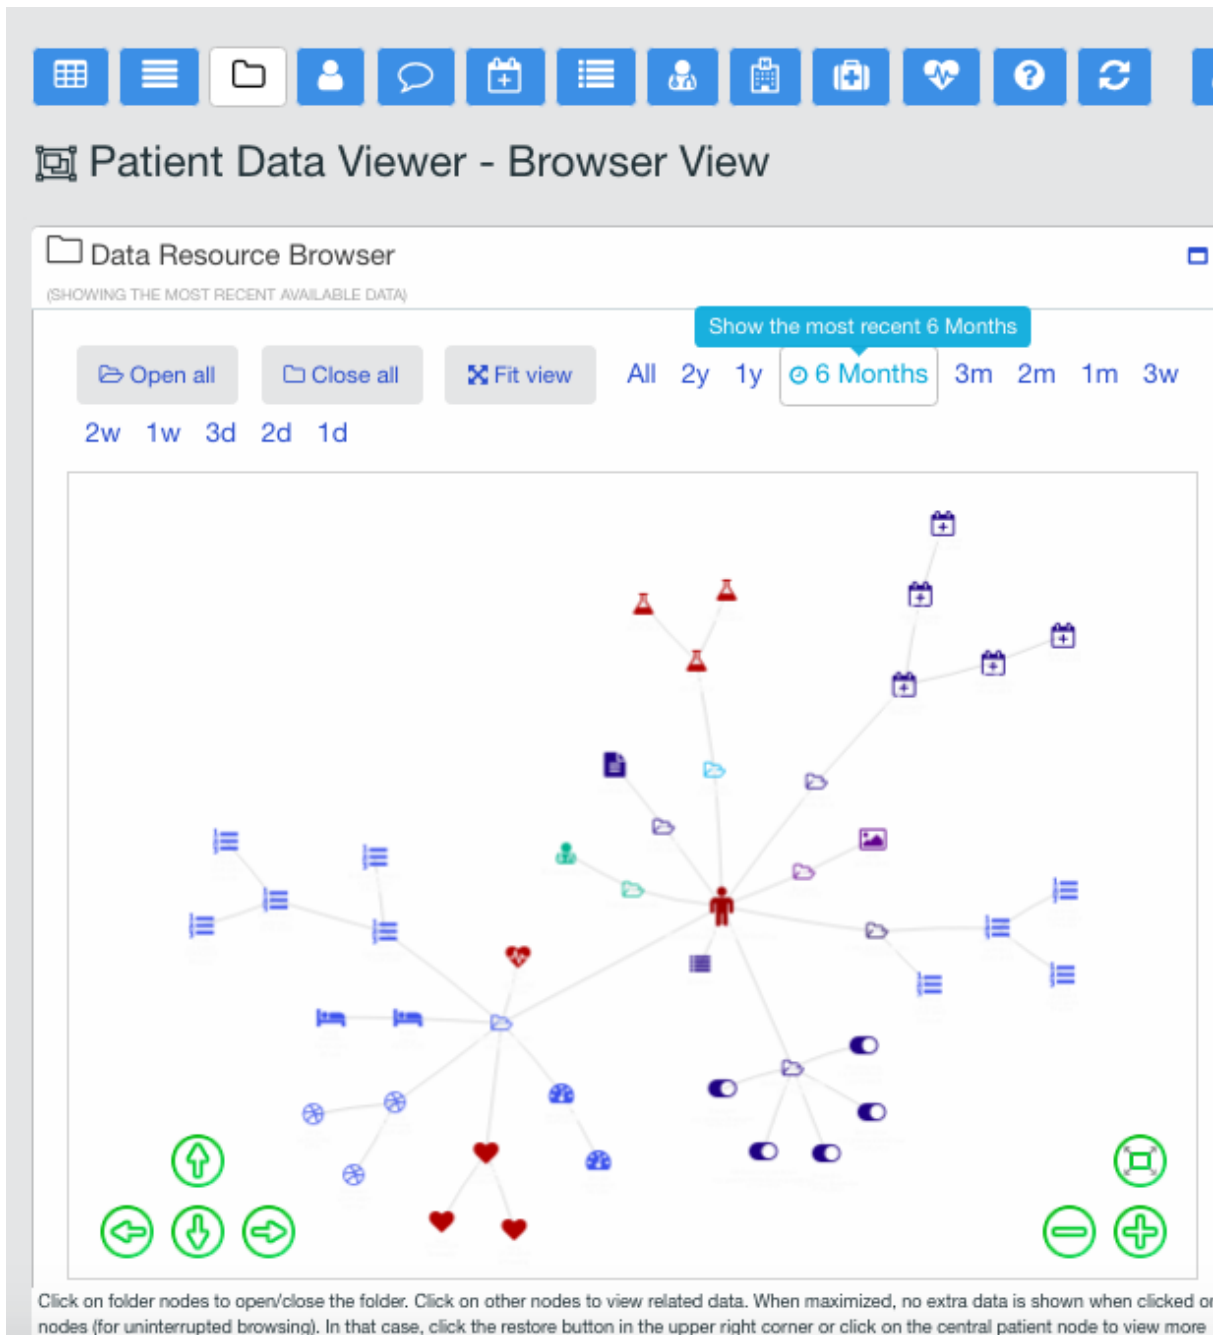 Patient Data Viewer - Browser View
Data Resource Browser
(SHOWING THE MOST RECENT AVAILABLE DATA)
Show the most recent 6 Months
Open all Close all Fit view All 2y 1y 6 Months 3m 2m 1m 3w
2w 1w 3d 2d 1d
Click on folder nodes to open/close the folder. Click on other nodes to view related data. When maximized, no extra data is shown when clicked on
nodes (for uninterrupted browsing). In that case, click the restore button in the upper right corner or click on the central patient node to view more